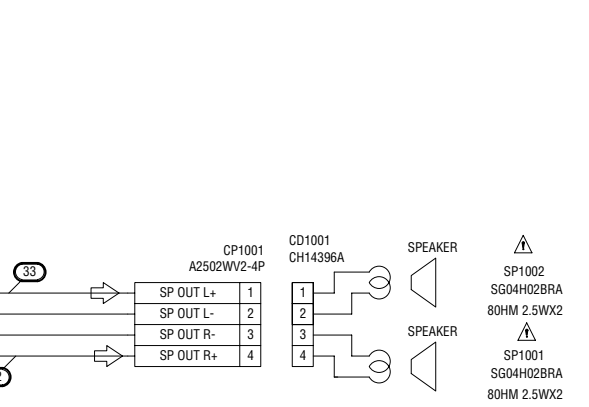 CP1001
A2502WV2-4P
CD1001
CH14396A
SPEAKER
SP1002
SG04H02BRA
80HM 2.5WX2
33
SP OUT L+ 1
SP OUT L- 2
SP OUT R- 3
SP OUT R+ 4
1
2
3
4
SPEAKER
SP1001
SG04H02BRA
80HM 2.5WX2